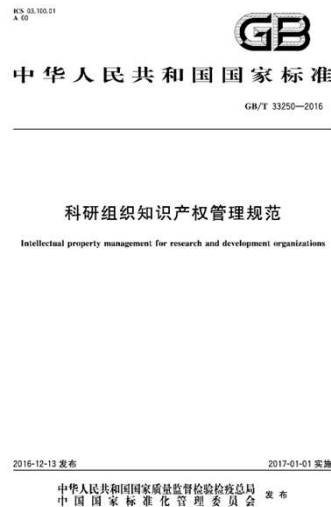 ICS 03.100.01
A 00
GB
中华人民共和国国家标准
GB/T 33250—2016
科研组织知识产权管理规范
Intellectual property management for research and development organizations
2016-12-13 发布
2017-01-01 实施
中华人民共和国国家质量监督检验检疫总局
中国国家标准化管理委员会
发布